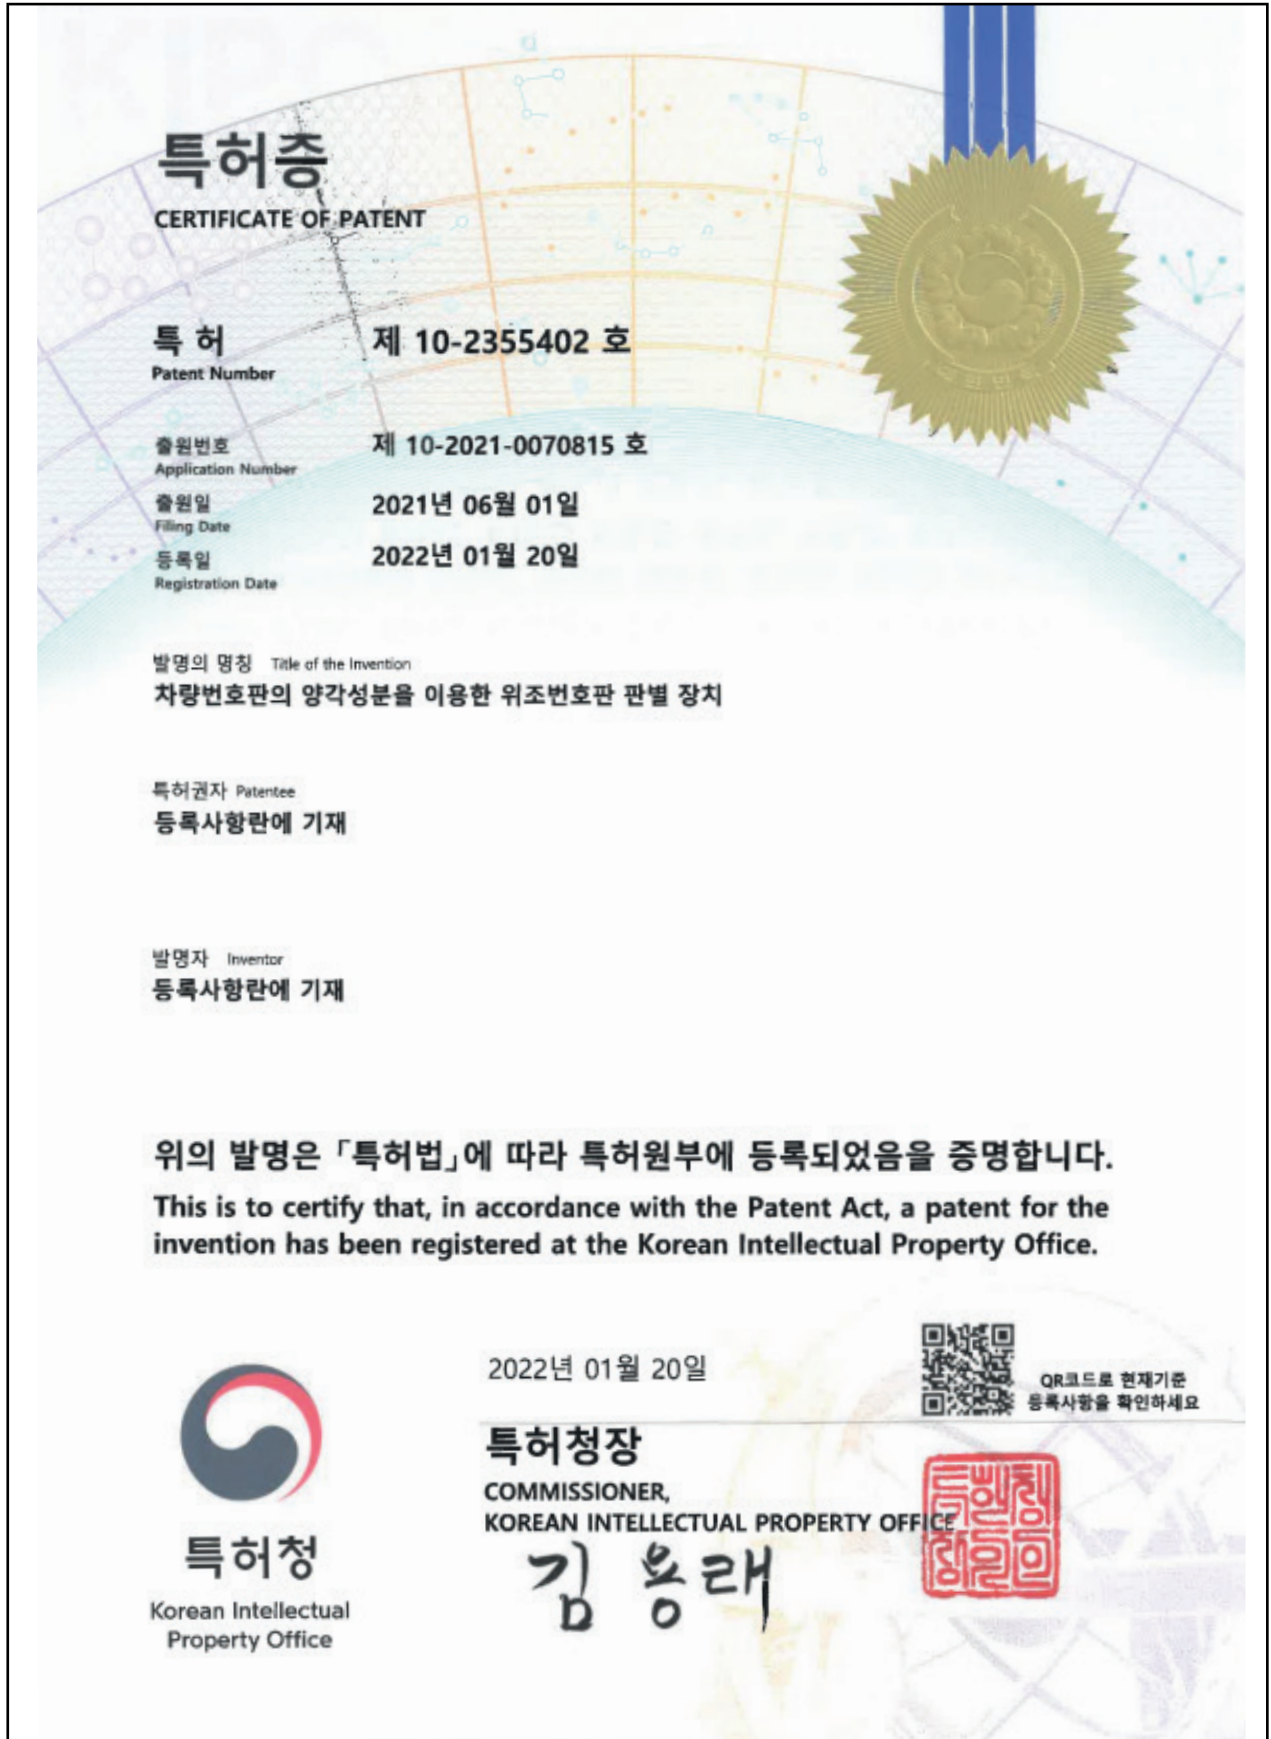 특허증
CERTIFICATE OF PATENT
특 허 제 10-2355402 호
Patent Number
출원번호 제 10-2021-0070815 호
Application Number
출원일 2021년 06월 01일
Filing Date
등록일 2022년 01월 20일
Registration Date
발명의 명칭 Title of the Invention
차량번호판의 양각성분을 이용한 위조번호판 판별 장치
특허권자 Patentee
등록사항란에 기재
발명자 Inventor
등록사항란에 기재
위의 발명은 「특허법」에 따라 특허원부에 등록되었음을 증명합니다.
This is to certify that, in accordance with the Patent Act, a patent for the
invention has been registered at the Korean Intellectual Property Office.
2022년 01월 20일
QR코드로 현재기준
등록사항을 확인하세요
특허청장
COMMISSIONER,
KOREAN INTELLECTUAL PROPERTY OFFICE
김용래
특허청
Korean Intellectual
Property Office